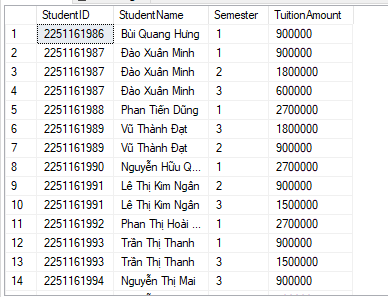 StudentID StudentName Semester TuitionAmount
1 2251161986 Bùi Quang Hưng 1 900000
2 2251161987 Đào Xuân Minh 1 900000
3 2251161987 Đào Xuân Minh 2 1800000
4 2251161987 Đào Xuân Minh 3 600000
5 2251161988 Phan Tiến Dũng 1 2700000
6 2251161989 Vũ Thành Đạt 3 1800000
7 2251161989 Vũ Thành Đạt 2 900000
8 2251161990 Nguyễn Hữu Q... 1 2700000
9 2251161991 Lê Thị Kim Ngân 2 900000
10 2251161991 Lê Thị Kim Ngân 3 1500000
11 2251161992 Phan Thị Hoài ... 1 2700000
12 2251161993 Trần Thị Thanh 1 900000
13 2251161993 Trần Thị Thanh 3 1500000
14 2251161994 Nguyễn Thị Mai 3 900000